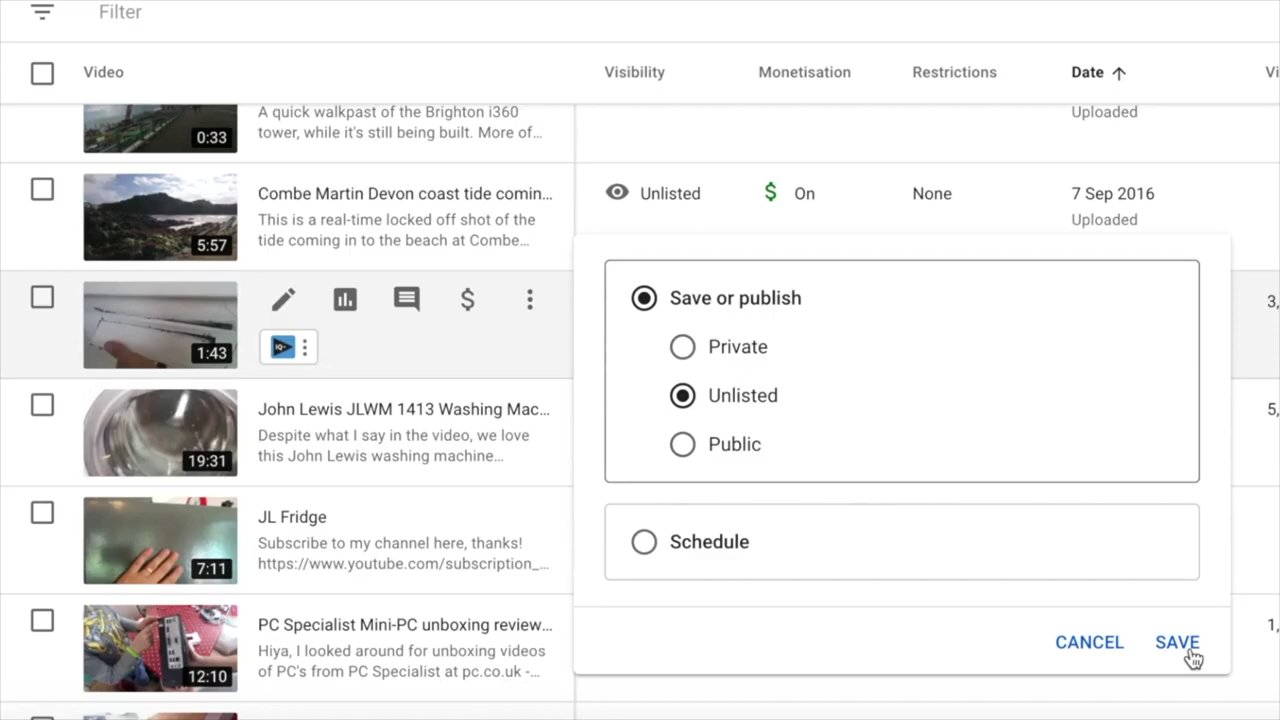 Filter
Video Visibility Monetisation Restrictions Date Vi
0:33
A quick walkpast of the Brighton i360
tower, while it's still being built. More of...
Uploaded
5:57
Combe Martin Devon coast tide comin...
This is a real-time locked off shot of the
tide coming in to the beach at Combe...
Unlisted $ On None 7 Sep 2016
Uploaded
1:43
$
IQ
3,
Save or publish
Private
Unlisted
Public
Schedule
CANCEL SAVE
19:31
John Lewis JLWM 1413 Washing Mac...
Despite what I say in the video, we love
this John Lewis washing machine...
5,
7:11
JL Fridge
Subscribe to my channel here, thanks!
https://www.youtube.com/subscription_...
12:10
PC Specialist Mini-PC unboxing review...
Hiya, I looked around for unboxing videos
of PC's from PC Specialist at pc.co.uk -...
1,